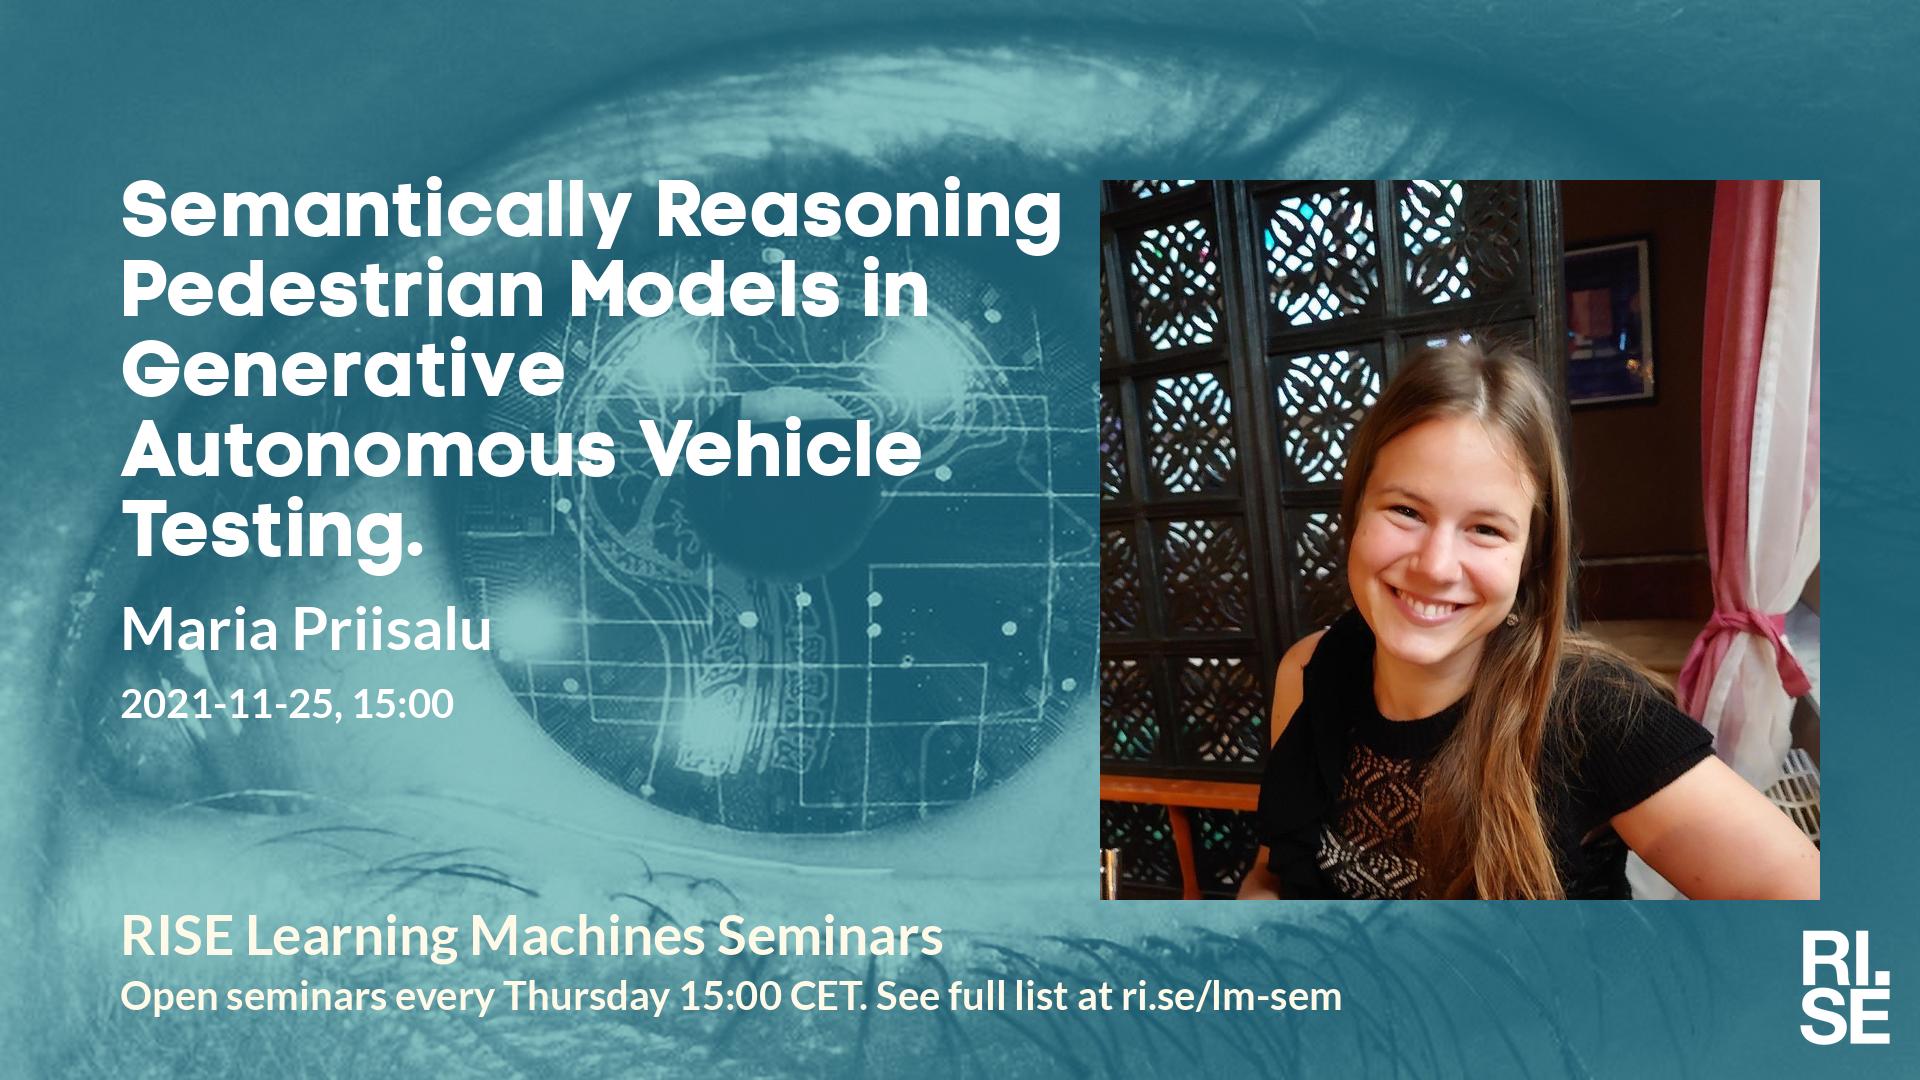 Semantically Reasoning
Pedestrian Models in
Generative
Autonomous Vehicle
Testing.
Maria Priisalu
2021-11-25, 15:00
RISE Learning Machines Seminars
Open seminars every Thursday 15:00 CET. See full list at ri.se/lm-sem
RI.
SE